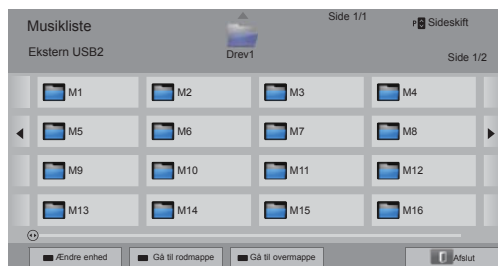 Musikliste
Side 1/1
P Sideskift
Ekstern USB2
Drev1
Side 1/2
M1 M2 M3 M4
M5 M6 M7 M8
M9 M10 M11 M12
M13 M14 M15 M16
Ændre enhed Gå til rodmappe Gå til overmappe Afslut